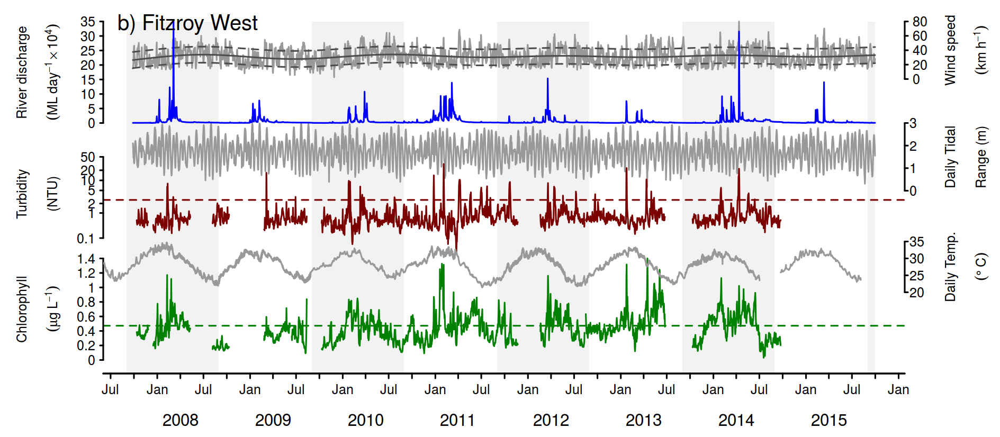 b) Fitzroy West
River discharge
(ML day⁻¹ × 10⁴)
35
30
25
20
15
10
5
0
Wind speed
(km h⁻¹)
80
60
40
20
0
Daily Tidal
Range (m)
3
2
1
0
Turbidity
(NTU)
50
20
10
5
2
1
0.1
Daily Temp.
(° C)
35
30
25
20
Chlorophyll
(µg L⁻¹)
1.4
1.2
1
0.8
0.6
0.4
0.2
0
Jul Jan Jul Jan Jul Jan Jul Jan Jul Jan Jul Jan Jul Jan Jul Jan Jul Jan
2008 2009 2010 2011 2012 2013 2014 2015